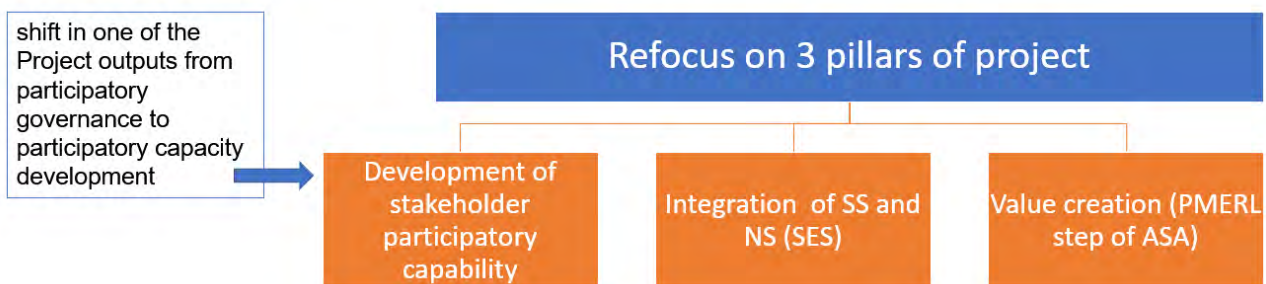 shift in one of the
Project outputs from
participatory
governance to
participatory capacity
development
Refocus on 3 pillars of project
Development of
stakeholder
participatory
capability
Integration of SS and
NS (SES)
Value creation (PMERL
step of ASA)